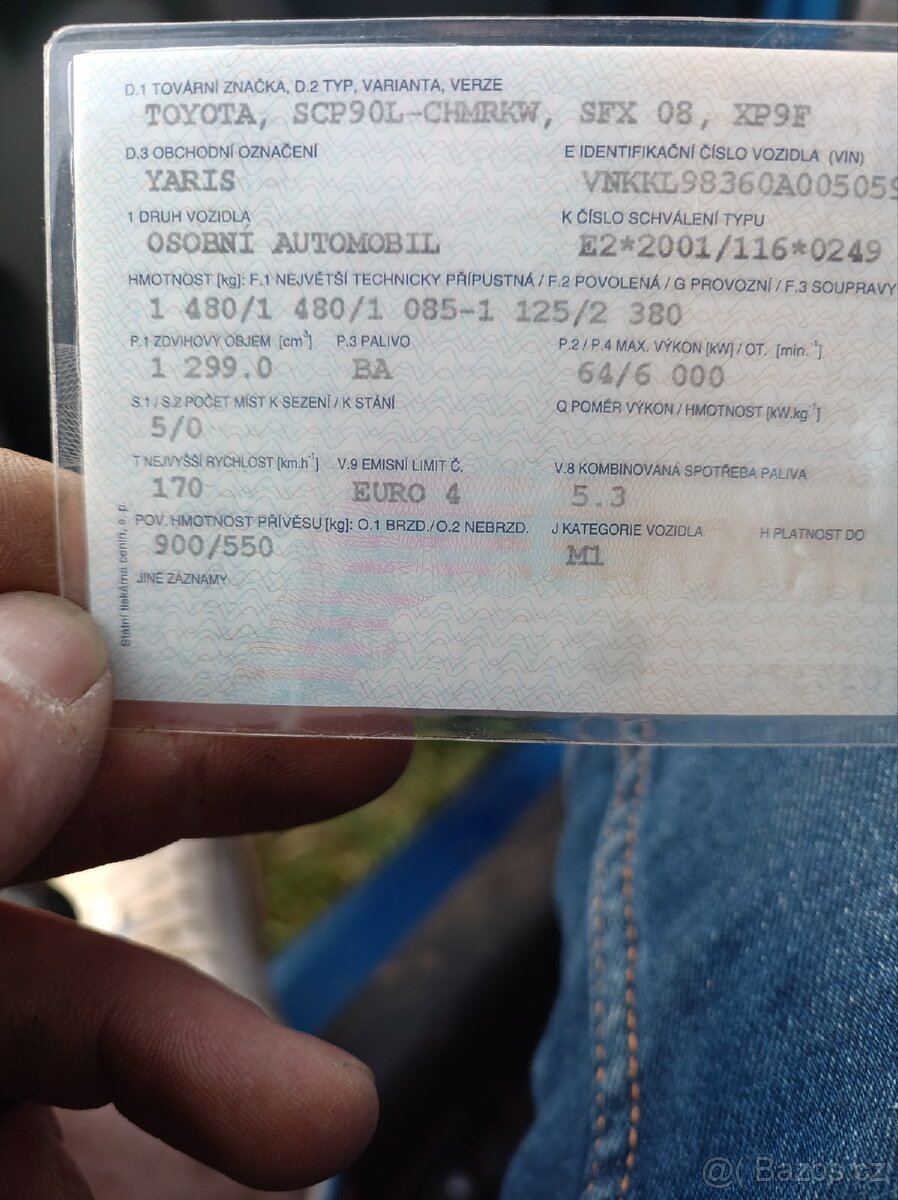 D.1 TOVÁRNÍ ZNAČKA, D.2 TYP, VARIANTA, VERZE
TOYOTA, SCP90L-CHMRKW, SFX 08, XP9F
D.3 OBCHODNÍ OZNAČENÍ E IDENTIFIKAČNÍ ČÍSLO VOZIDLA (VIN)
YARIS VNKKL98360A005059
1 DRUH VOZIDLA K ČÍSLO SCHVÁLENÍ TYPU
OSOBNÍ AUTOMOBIL E2*2001/116*0249
HMOTNOST [kg]: F.1 NEJVĚTŠÍ TECHNICKY PŘÍPUSTNÁ / F.2 POVOLENÁ / G PROVOZNÍ / F.3 SOUPRAVY
1 480/1 480/1 085-1 125/2 380
P.1 ZDVIHOVÝ OBJEM [cm³] P.3 PALIVO P.2 / P.4 MAX. VÝKON [kW] / OT. [min.⁻¹]
1 299.0 BA 64/6 000
S.1 / S.2 POČET MÍST K SEZENÍ / K STÁNÍ Q POMĚR VÝKON / HMOTNOST [kW.kg⁻¹]
5/0
T NEJVYŠŠÍ RYCHLOST [km.h⁻¹] V.9 EMISNÍ LIMIT Č. V.8 KOMBINOVANÁ SPOTŘEBA PALIVA
170 EURO 4 5.3
POV. HMOTNOST PŘÍVĚSU [kg]: O.1 BRZD./O.2 NEBRZD. J KATEGORIE VOZIDLA H PLATNOST DO
900/550 M1
JINÉ ZÁZNAMY
Státní tiskárna cenin, s. p.
@( Bazos.cz